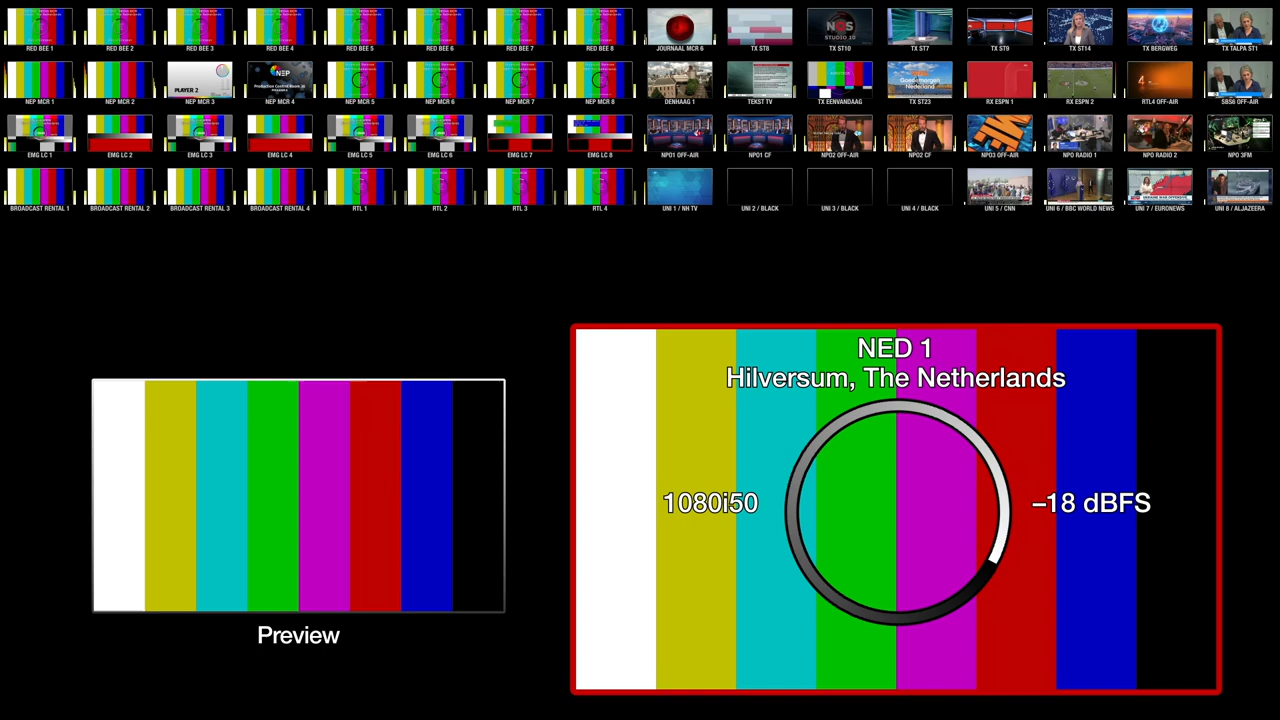 RED BEE 1
RED BEE 2
RED BEE 3
RED BEE 4
RED BEE 5
RED BEE 6
RED BEE 7
RED BEE 8
JOURNAAL MCR 6
TX ST8
NOS
STUDIO 10
TX ST10
TX ST7
TX ST9
TX ST14
TX BERGWEG
TX TALPA ST1
NEP MCR 1
NEP MCR 2
PLAYER 2
NEP MCR 3
NEP
NEP MCR 4
NEP MCR 5
NEP MCR 6
NEP MCR 7
NEP MCR 8
DENHAAG 1
TEKST TV
TX EENVANDAAG
Goedemorgen
Nederland
TX ST23
RX ESPN 1
RX ESPN 2
RTL4 OFF-AIR
SBS6 OFF-AIR
EMG LC 1
EMG LC 2
EMG LC 3
EMG LC 4
EMG LC 5
EMG LC 6
EMG LC 7
EMG LC 8
NPO1 OFF-AIR
NPO1 CF
NPO2 OFF-AIR
NPO2 CF
NPO3 OFF-AIR
NPO RADIO 1
NPO RADIO 2
NPO 3FM
BROADCAST RENTAL 1
BROADCAST RENTAL 2
BROADCAST RENTAL 3
BROADCAST RENTAL 4
RTL 1
RTL 2
RTL 3
RTL 4
UNI 1 / NH TV
UNI 2 / BLACK
UNI 3 / BLACK
UNI 4 / BLACK
UNI 5 / CNN
UNI 6 / BBC WORLD NEWS
UNI 7 / EURONEWS
UNI 8 / ALJAZEERA
NED 1
Hilversum, The Netherlands
1080i50
–18 dBFS
Preview